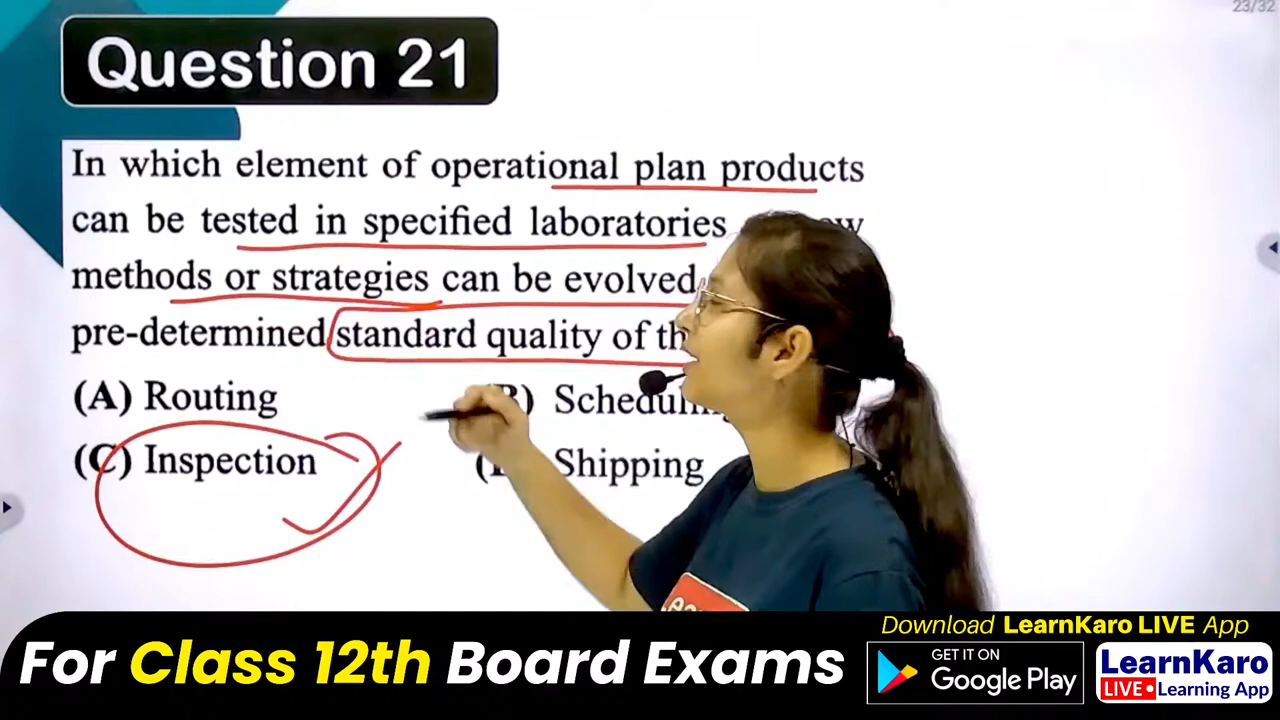 23/32
Question 21
In which element of operational plan products
can be tested in specified laboratories
methods or strategies can be evolved
pre-determined standard quality of
(A) Routing
(C) Inspection
Shipping
For Class 12th Board Exams
Download LearnKaro LIVE App
GET IT ON
Google Play
LearnKaro
LIVE Learning App